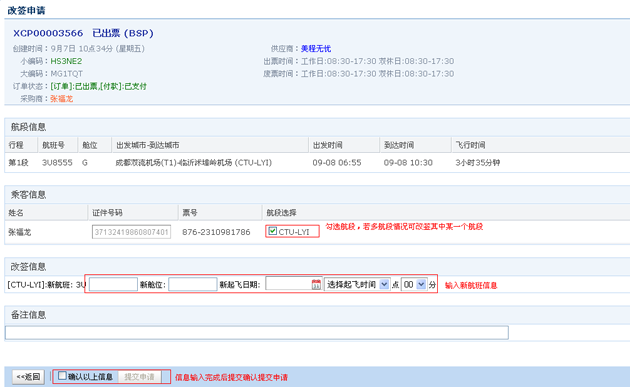 改签申请
XCP00003566 已出票 (BSP)
创建时间：9月7日 10点34分 (星期五) 供应商：美程无忧
小编码：HS3NE2 出票时间：工作日:08:30-17:30 双休日:08:30-17:30
大编码：MG1TQT 废票时间：工作日:08:30-17:30 双休日:08:30-17:30
订单状态：[订单]:已出票,[付款]:已支付
采购商：张福龙
航段信息
行程 航班号 舱位 出发城市-到达城市 出发时间 到达时间 飞行时间
第1段 3U8555 G 成都双流机场(T1)-临沂沭埠岭机场 (CTU-LYI) 09-08 06:55 09-08 10:30 3小时35分钟
乘客信息
姓名 证件号码 票号 航段选择
张福龙 37132419860807401 876-2310981786 CTU-LYI 勾选航段，若多航段情况可改签其中某一个航段
改签信息
[CTU-LYI]:新航班: 3U 新舱位: 新起飞日期: 选择起飞时间 点 00 分 输入新航班信息
备注信息
<<返回 确认以上信息 提交申请 信息输入完成后提交确认提交申请